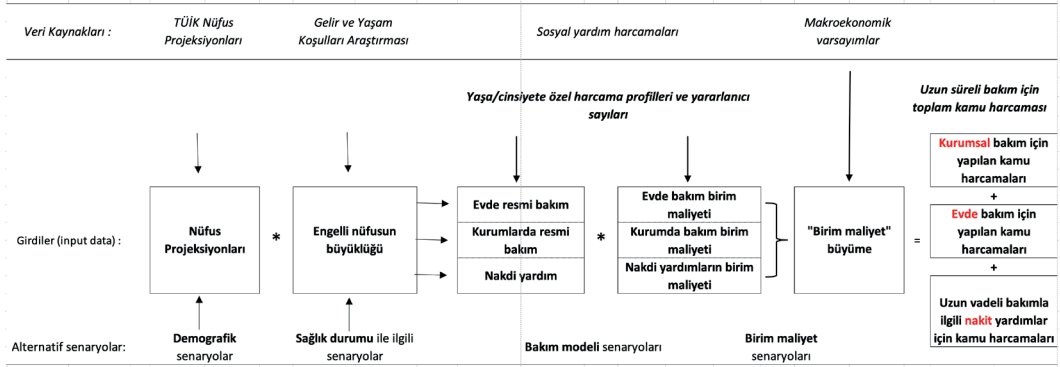 Veri Kaynakları :
TÜİK Nüfus
Projeksiyonları
Gelir ve Yaşam
Koşulları Araştırması
Sosyal yardım harcamaları
Makroekonomik
varsayımlar
Yaşa/cinsiyete özel harcama profilleri ve yararlanıcı
sayıları
Uzun süreli bakım için
toplam kamu harcaması
Girdiler (input data) :
Nüfus
Projeksiyonları
*
Engelli nüfusun
büyüklüğü
Evde resmi bakım
Kurumlarda resmi
bakım
Nakdi yardım
*
Evde bakım birim
maliyeti
Kurumda bakım birim
maliyeti
Nakdi yardımların birim
maliyeti
"Birim maliyet"
büyüme
=
Kurumsal bakım için
yapılan kamu
harcamaları
+
Evde bakım için
yapılan kamu
harcamaları
+
Uzun vadeli bakımla
ilgili nakit yardımlar
için kamu harcamaları
Alternatif senaryolar:
Demografik
senaryolar
Sağlık durumu ile ilgili
senaryolar
Bakım modeli senaryoları
Birim maliyet
senaryoları